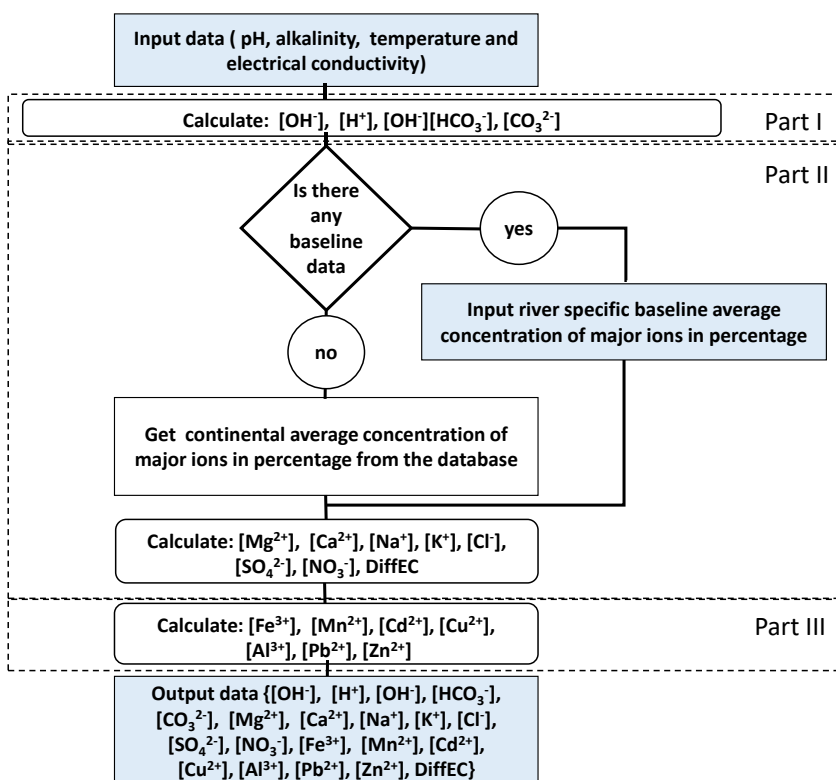 Input data ( pH, alkalinity, temperature and
electrical conductivity)
Calculate: [OH⁻], [H⁺], [OH⁻][HCO₃⁻], [CO₃²⁻]
Part I
Part II
Is there
any
baseline
data
yes
Input river specific baseline average
concentration of major ions in percentage
no
Get continental average concentration of
major ions in percentage from the database
Calculate: [Mg²⁺], [Ca²⁺], [Na⁺], [K⁺], [Cl⁻],
[SO₄²⁻], [NO₃⁻], DiffEC
Part III
Calculate: [Fe³⁺], [Mn²⁺], [Cd²⁺], [Cu²⁺],
[Al³⁺], [Pb²⁺], [Zn²⁺]
Output data {[OH⁻], [H⁺], [OH⁻], [HCO₃⁻],
[CO₃²⁻], [Mg²⁺], [Ca²⁺], [Na⁺], [K⁺], [Cl⁻],
[SO₄²⁻], [NO₃⁻], [Fe³⁺], [Mn²⁺], [Cd²⁺],
[Cu²⁺], [Al³⁺], [Pb²⁺], [Zn²⁺], DiffEC}